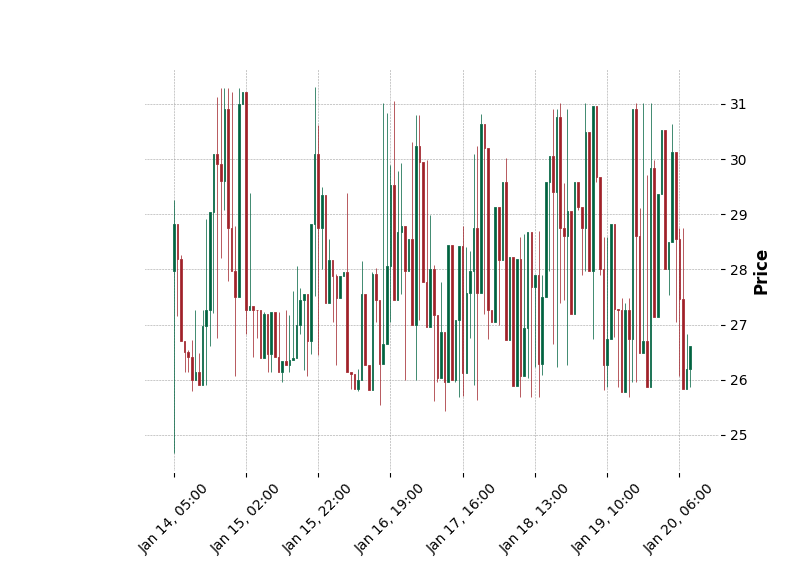 31
30
29
28
27
26
25
Price
Jan 14, 05:00
Jan 15, 02:00
Jan 15, 22:00
Jan 16, 19:00
Jan 17, 16:00
Jan 18, 13:00
Jan 19, 10:00
Jan 20, 06:00